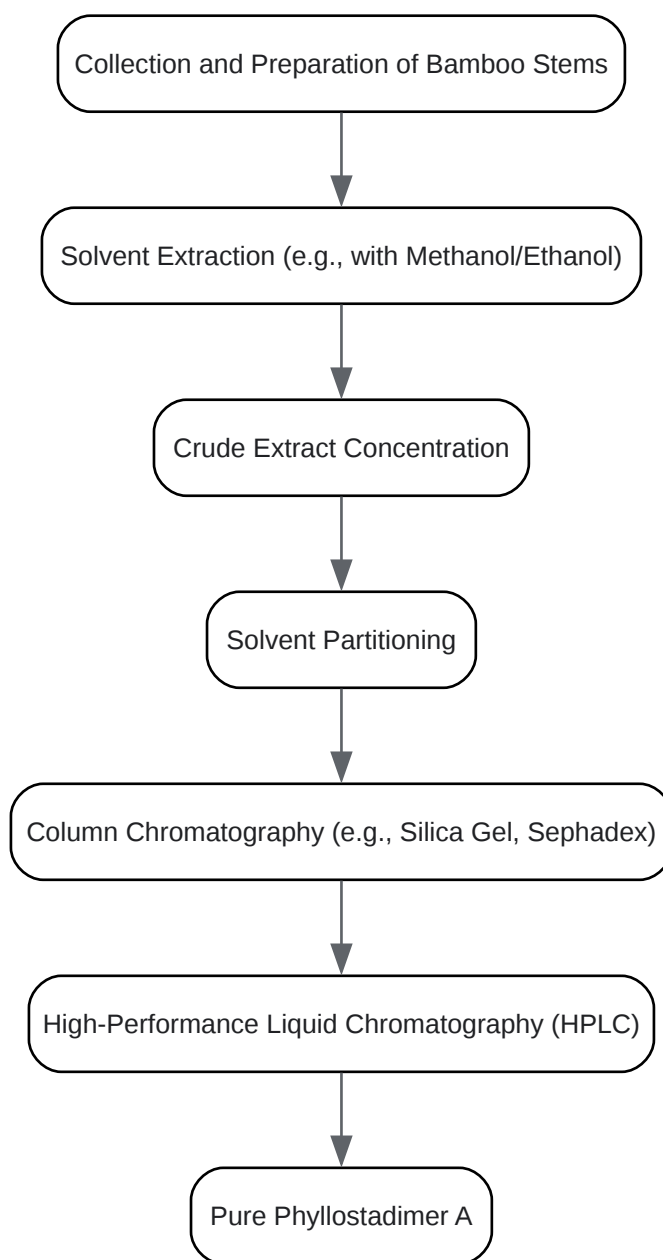 Collection and Preparation of Bamboo Stems
Solvent Extraction (e.g., with Methanol/Ethanol)
Crude Extract Concentration
Solvent Partitioning
Column Chromatography (e.g., Silica Gel, Sephadex)
High-Performance Liquid Chromatography (HPLC)
Pure Phyllostadimer A